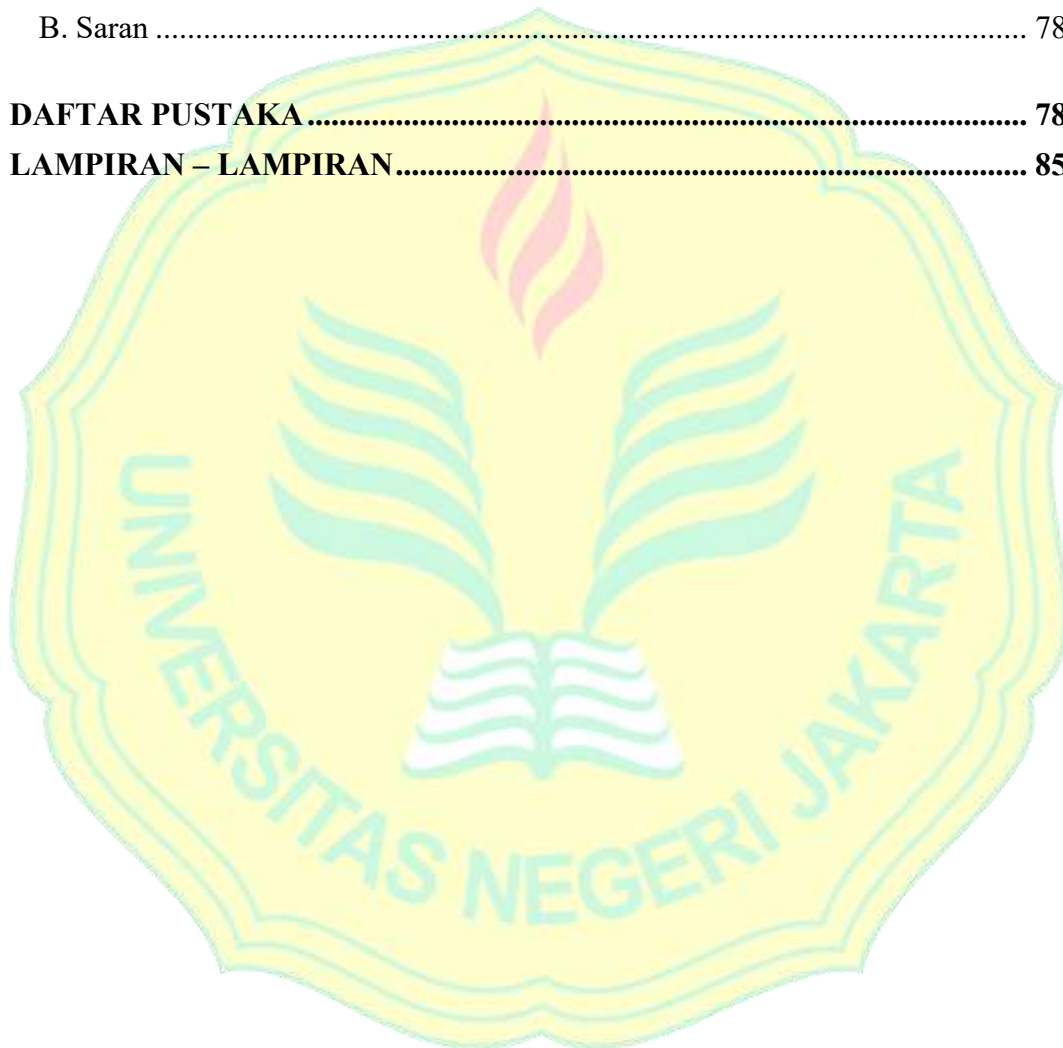 B. Saran ........................................................................................................ 78
DAFTAR PUSTAKA .......................................................................................... 78
LAMPIRAN – LAMPIRAN ............................................................................... 85
UNIVERSITAS NEGERI JAKARTA